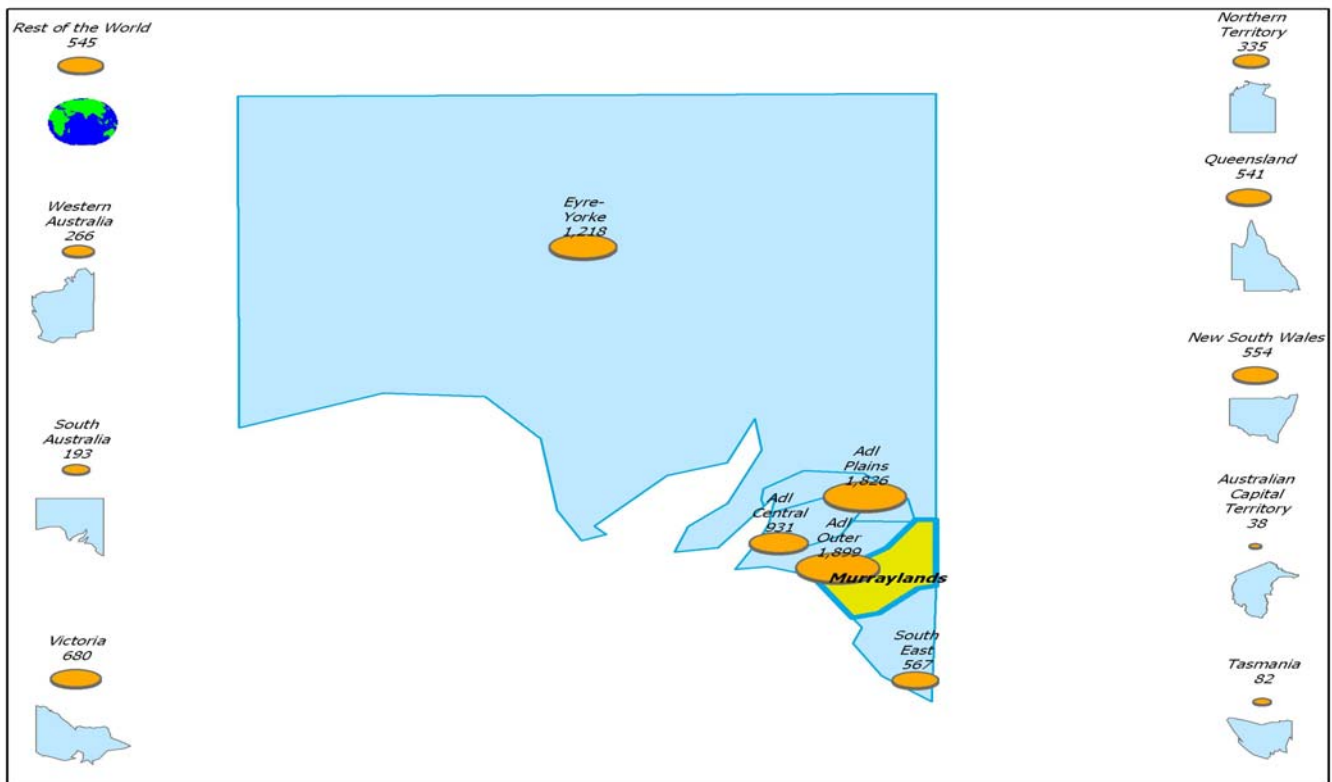 Rest of the World
545
Western
Australia
266
South
Australia
193
Victoria
680
Eyre-
Yorke
1,218
Adl
Plains
1,826
Adl
Central
931
Adl
Outer
1,899
Murraylands
South
East
567
Northern
Territory
335
Queensland
541
New South Wales
554
Australian
Capital
Territory
38
Tasmania
82